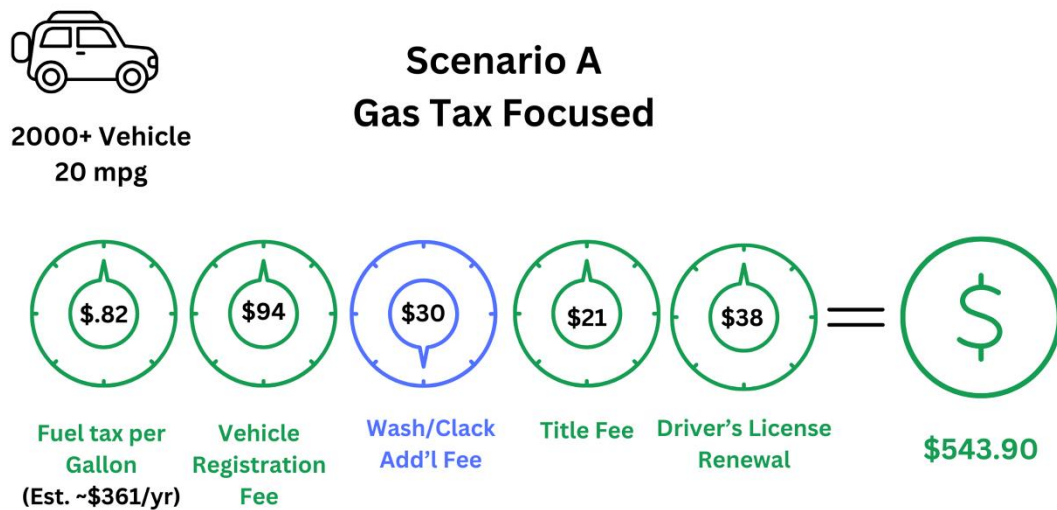 Scenario A
Gas Tax Focused
2000+ Vehicle
20 mpg
$.82
$94
$30
$21
$38
$
Fuel tax per
Gallon
(Est. ~$361/yr)
Vehicle
Registration
Fee
Wash/Clack
Add'l Fee
Title Fee
Driver's License
Renewal
$543.90